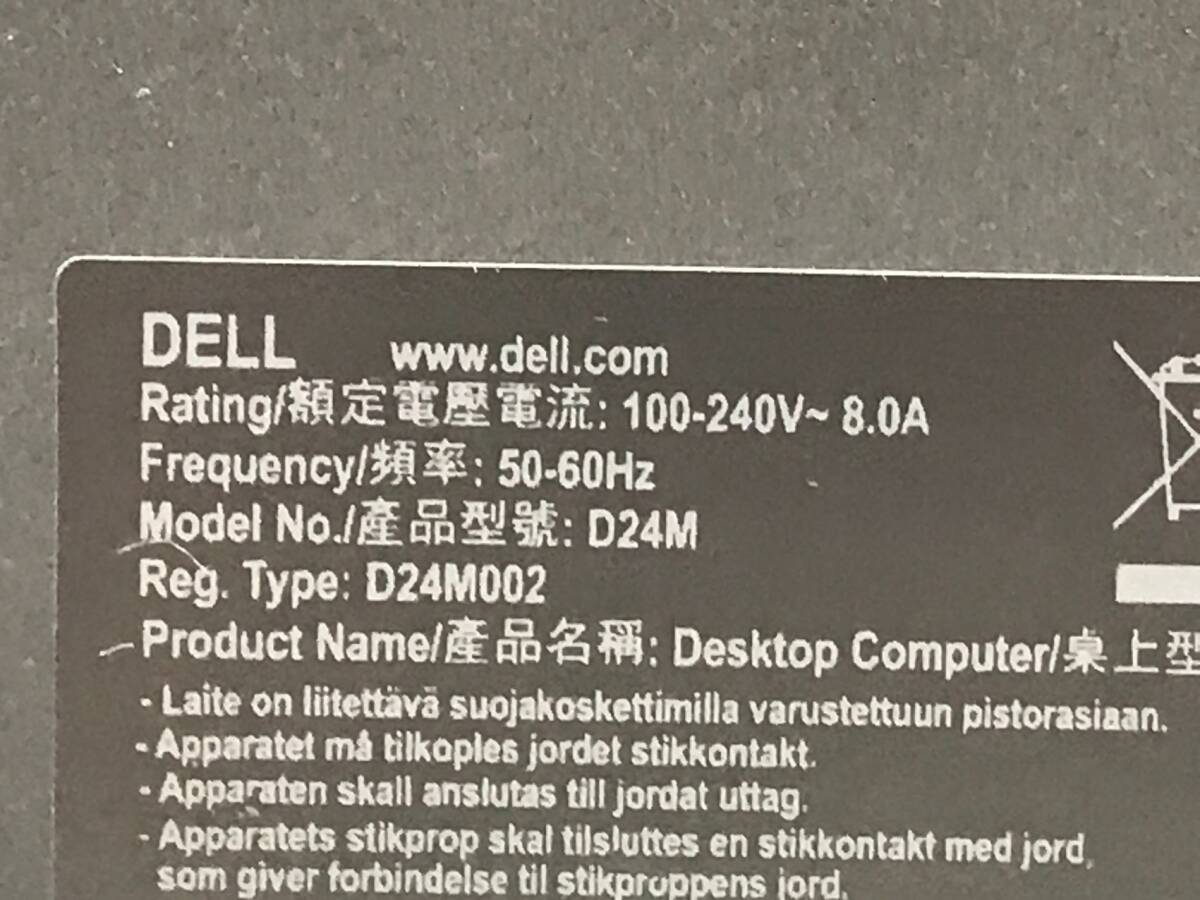 DELL www.dell.com
Rating/額定電壓電流: 100-240V~ 8.0A
Frequency/頻率: 50-60Hz
Model No./產品型號: D24M
Reg. Type: D24M002
Product Name/產品名稱: Desktop Computer/桌上型
- Laite on liitettävä suojakoskettimilla varustettuun pistorasiaan.
- Apparatet må tilkoples jordet stikkontakt.
- Apparaten skall anslutas till jordat uttag.
- Apparatets stikprop skal tilsluttes en stikkontakt med jord,
som giver forbindelse til stikproppens jord.